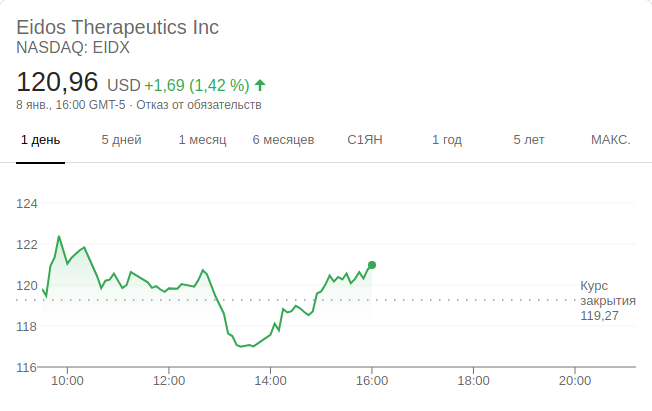 Eidos Therapeutics Inc
NASDAQ: EIDX
120,96 USD +1,69 (1,42 %)
8 янв., 16:00 GMT-5 · Отказ от обязательств
1 день 5 дней 1 месяц 6 месяцев С1ЯН 1 год 5 лет МАКС.
124
122
120
118
116
Курс
закрытия
119,27
10:00 12:00 14:00 16:00 18:00 20:00